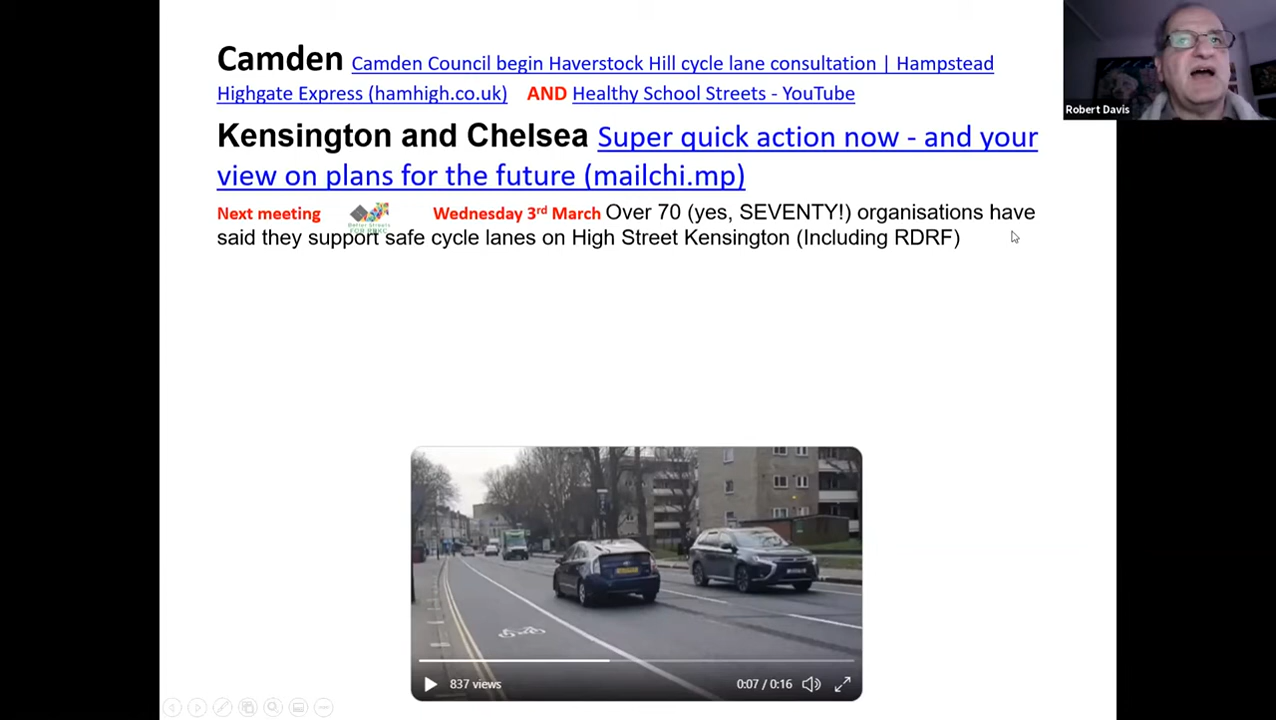 Camden Camden Council begin Haverstock Hill cycle lane consultation | Hampstead
Highgate Express (hamhigh.co.uk) AND Healthy School Streets - YouTube
Robert Davis
Kensington and Chelsea Super quick action now - and your
view on plans for the future (mailchi.mp)
Next meeting Wednesday 3rd March Over 70 (yes, SEVENTY!) organisations have
said they support safe cycle lanes on High Street Kensington (Including RDRF)
837 views
0:07 / 0:16